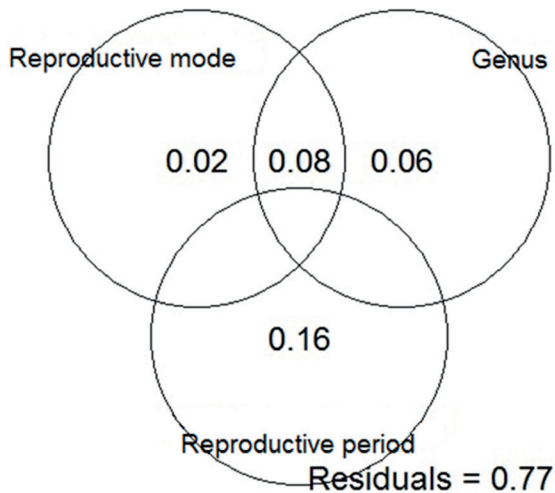 Reproductive mode
Genus
0.02 0.08 0.06
0.16
Reproductive period
Residuals = 0.77